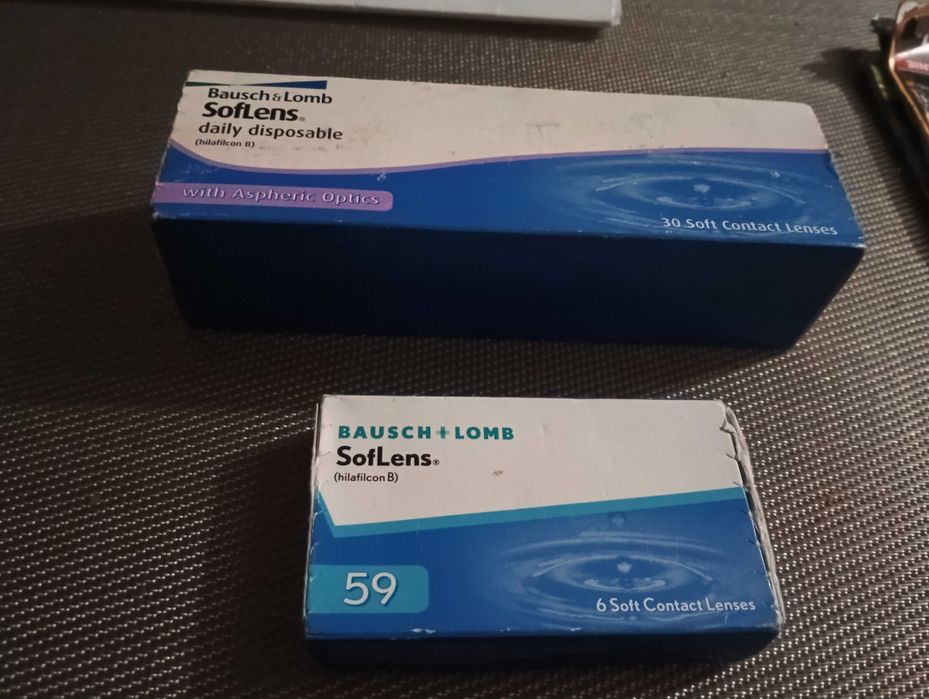 Bausch & Lomb
SofLens®
daily disposable
(hilafilcon B)
with Aspheric Optics
30 Soft Contact Lenses
BAUSCH + LOMB
SofLens®
(hilafilcon B)
59
6 Soft Contact Lenses